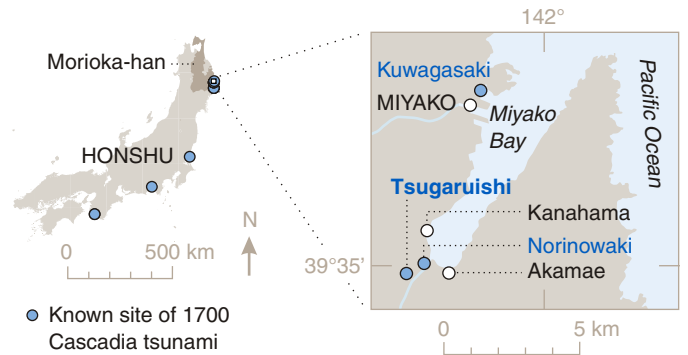 Morioka-han
HONSHU
N
0 500 km
Known site of 1700
Cascadia tsunami
142°
Kuwagasaki
MIYAKO
Miyako
Bay
Pacific Ocean
Tsugaruishi
Kanahama
Norinowaki
39°35'
Akamae
0 5 km